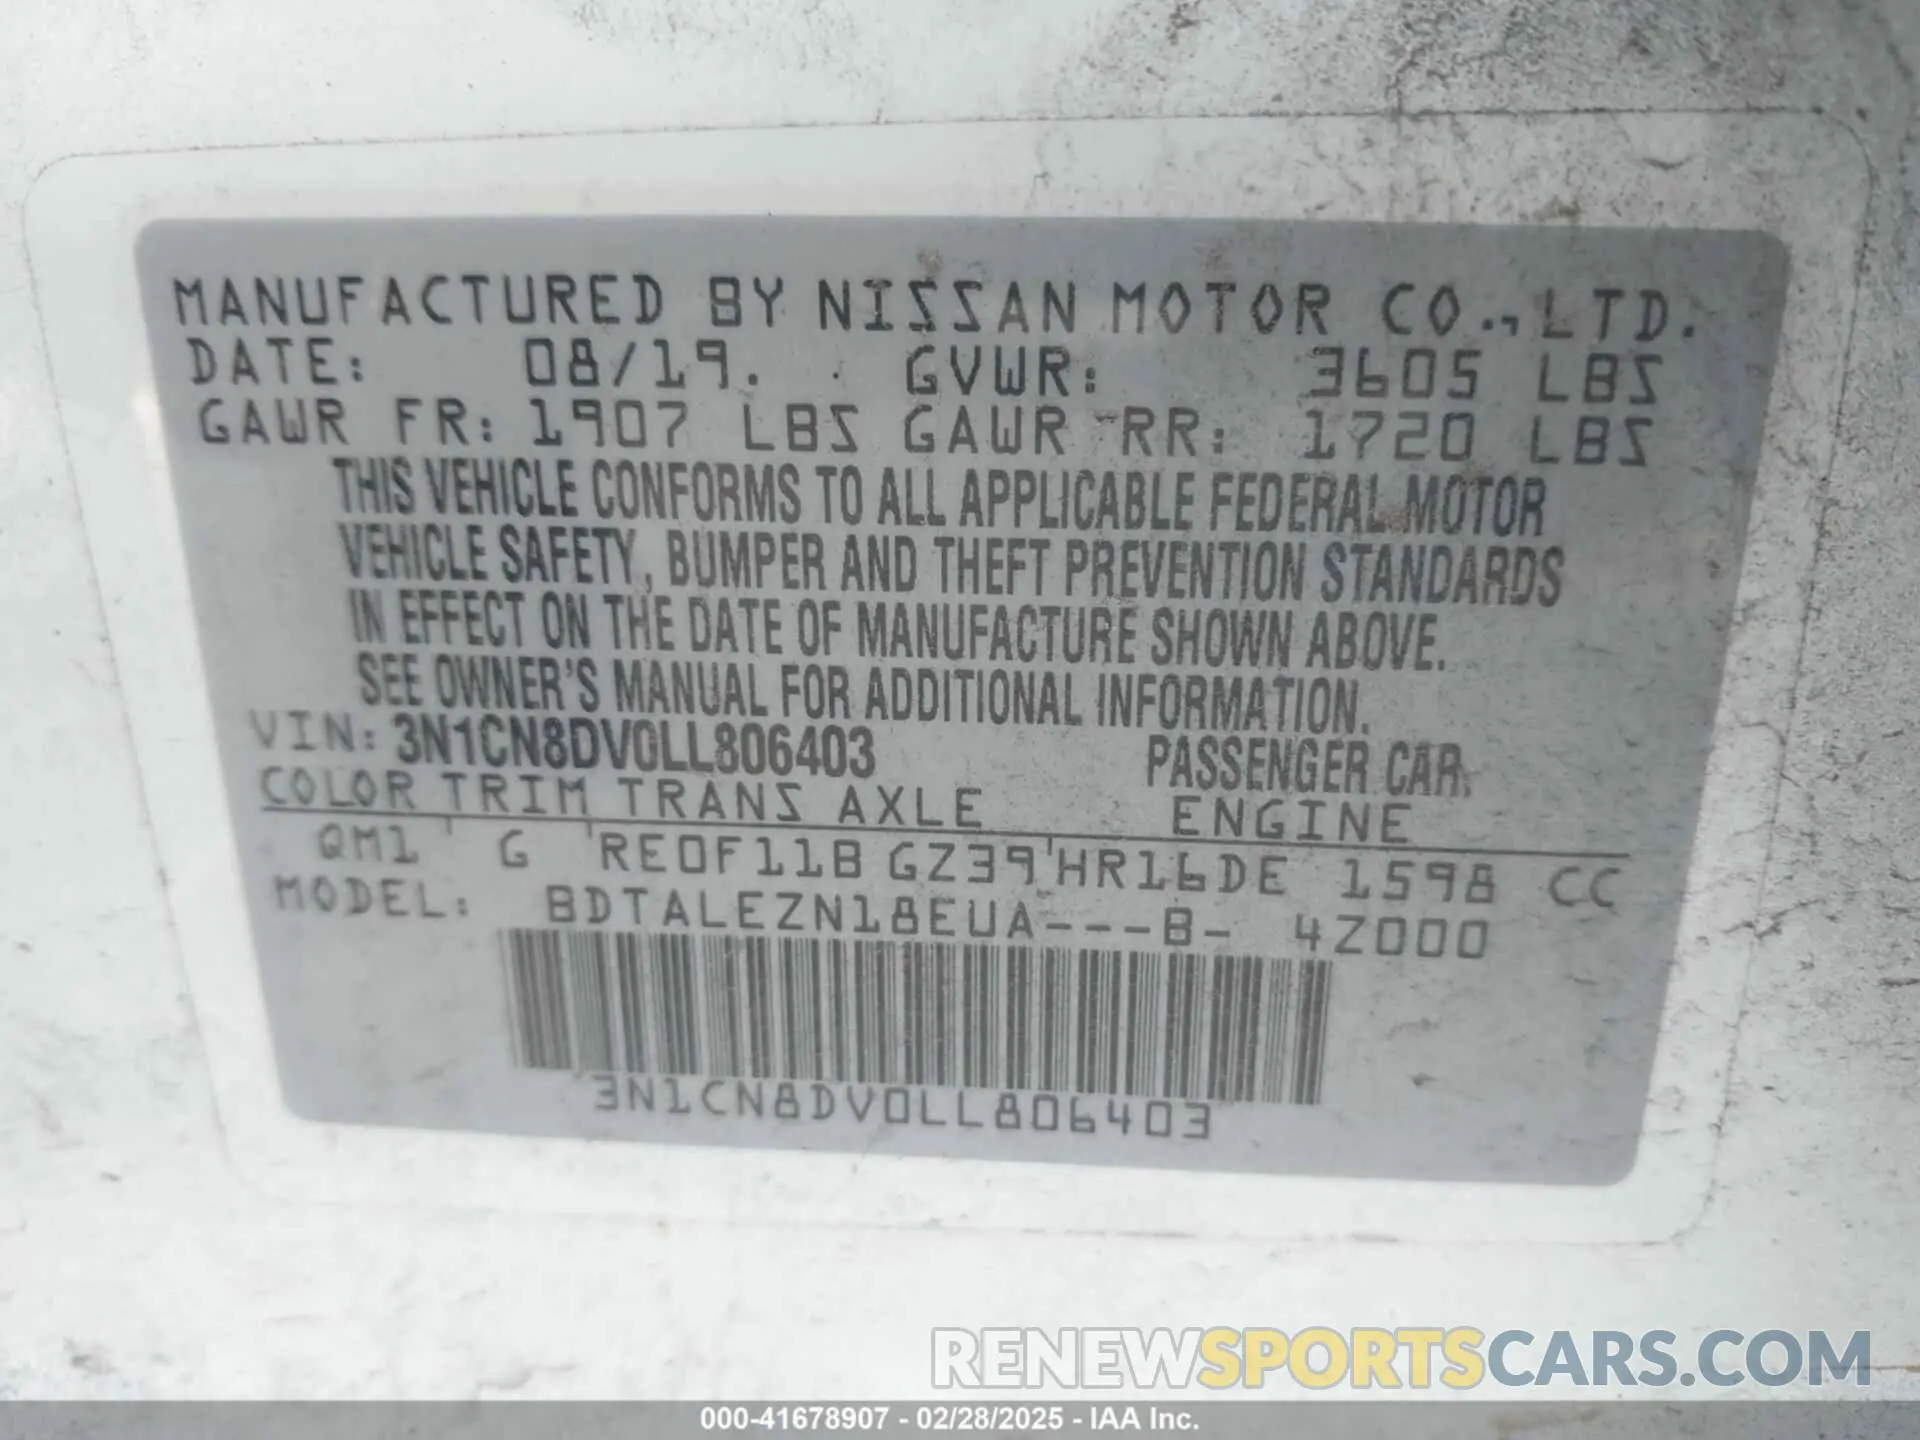 MANUFACTURED BY NISSAN MOTOR CO., LTD.
DATE: 08/19. GVWR: 3605 LBS
GAWR FR: 1907 LBS GAWR RR: 1720 LBS
THIS VEHICLE CONFORMS TO ALL APPLICABLE FEDERAL MOTOR
VEHICLE SAFETY, BUMPER AND THEFT PREVENTION STANDARDS
IN EFFECT ON THE DATE OF MANUFACTURE SHOWN ABOVE.
SEE OWNER'S MANUAL FOR ADDITIONAL INFORMATION.
VIN: 3N1CN8DV0LL806403 PASSENGER CAR.
COLOR TRIM TRANS AXLE ENGINE
QM1 G RE0F11B GZ39 HR16DE 1598 CC
MODEL: BDTALEZN18EUA---B- 4Z000
3N1CN8DV0LL806403
RENEWSPORTSCARS.COM
000-41678907 - 02/28/2025 - IAA Inc.